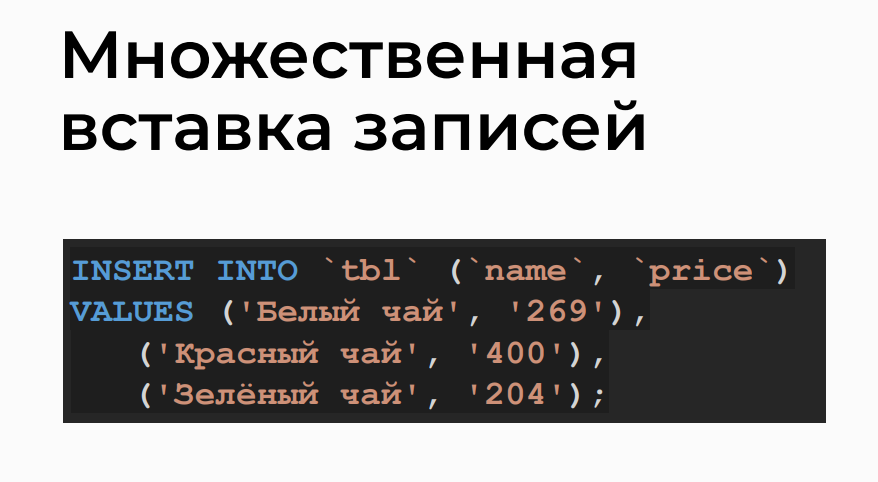 Множественная
вставка записей
INSERT INTO `tbl` (`name`, `price`)
VALUES ('Белый чай', '269'),
('Красный чай', '400'),
('Зелёный чай', '204');